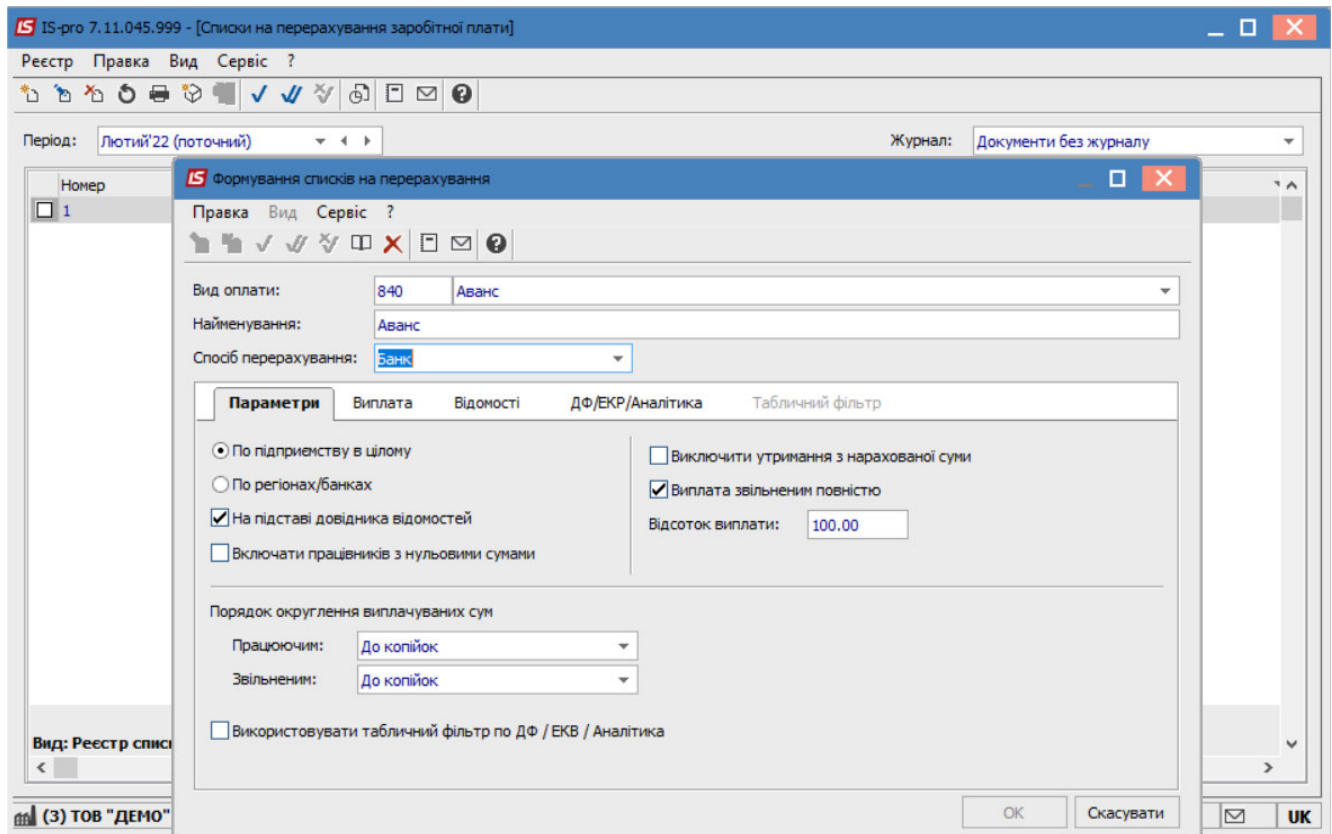 IS-pro 7.11.045.999 - [Списки на перерахування заробітної плати]
Реєстр Правка Вид Сервіс ?
Період: Лютий'22 (поточний) Журнал: Документи без журналу
Номер
1
Формування списків на перерахування
Правка Вид Сервіс ?
Вид оплати: 840 Аванс
Найменування: Аванс
Спосіб перерахування: Банк
Параметри Виплата Відомості ДФ/ЕКР/Аналітика Табличний фільтр
По підприємству в цілому
Виключити утримання з нарахованої суми
По регіонах/банках
Виплата звільненим повністю
На підставі довідника відомостей
Відсоток виплати: 100.00
Включати працівників з нульовими сумами
Порядок округлення виплачуваних сум
Працюючим: До копійок
Звільненим: До копійок
Використовувати табличний фільтр по ДФ / ЕКВ / Аналітика
Вид: Реєстр
OK Скасувати
(3) ТОВ "ДЕМО" UK